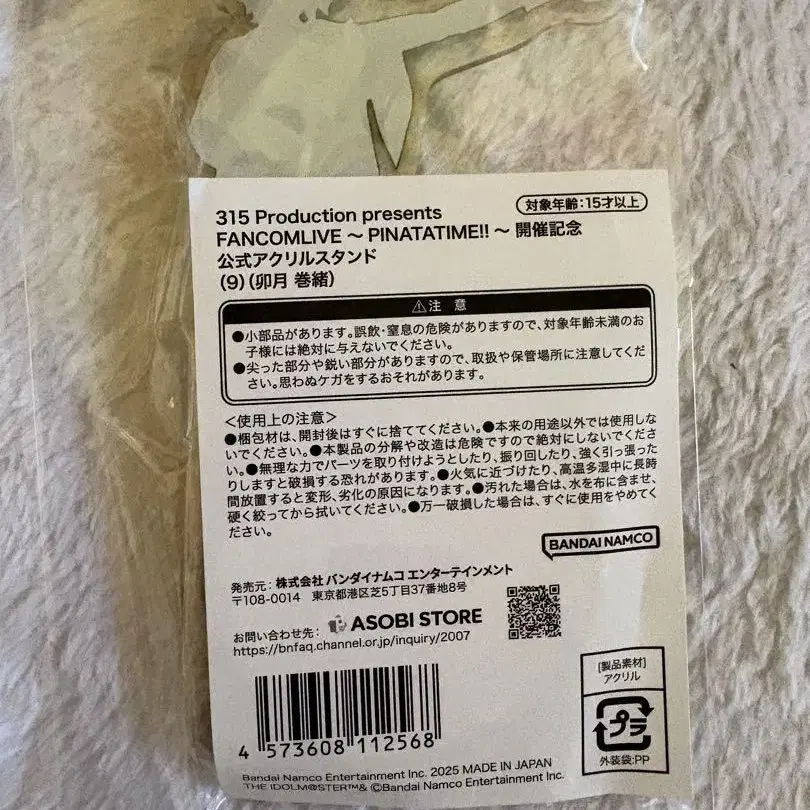 対象年齢:15才以上
315 Production presents
FANCOMLIVE ～ PINATATIME!! ～ 開催記念
公式アクリルスタンド
(9)(卯月 巻緒)
⚠注 意
●小部品があります。誤飲・窒息の危険がありますので、対象年齢未満のお
子様には絶対に与えないでください。
●尖った部分や鋭い部分がありますので、取扱や保管場所に注意してくだ
さい。思わぬケガをするおそれがあります。
＜使用上の注意＞
●梱包材は、開封後はすぐに捨ててください。●本来の用途以外では使用しな
いでください。●本製品の分解や改造は危険ですので絶対にしないでくださ
い。●無理な力でパーツを取り付けようとしたり、振り回したり、強く引っ張った
りしますと破損する恐れがあります。●火気に近づけたり、高温多湿中に長時
間放置すると変形、劣化の原因になります。●汚れた場合は、水を布に含ませ、
硬く絞ってから拭いてください。●万一破損した場合は、すぐに使用をやめてく
ださい。
BANDAI NAMCO
発売元: 株式会社 バンダイナムコ エンターテインメント
〒108-0014 東京都港区芝5丁目37番地8号
お問い合わせ先: ASOBI STORE
https://bnfaq.channel.or.jp/inquiry/2007
[製品素材]
アクリル
プラ
外装袋:PP
4 573608 112568
Bandai Namco Entertainment Inc. 2025 MADE IN JAPAN
THE IDOLM@STER™& ©Bandai Namco Entertainment Inc.